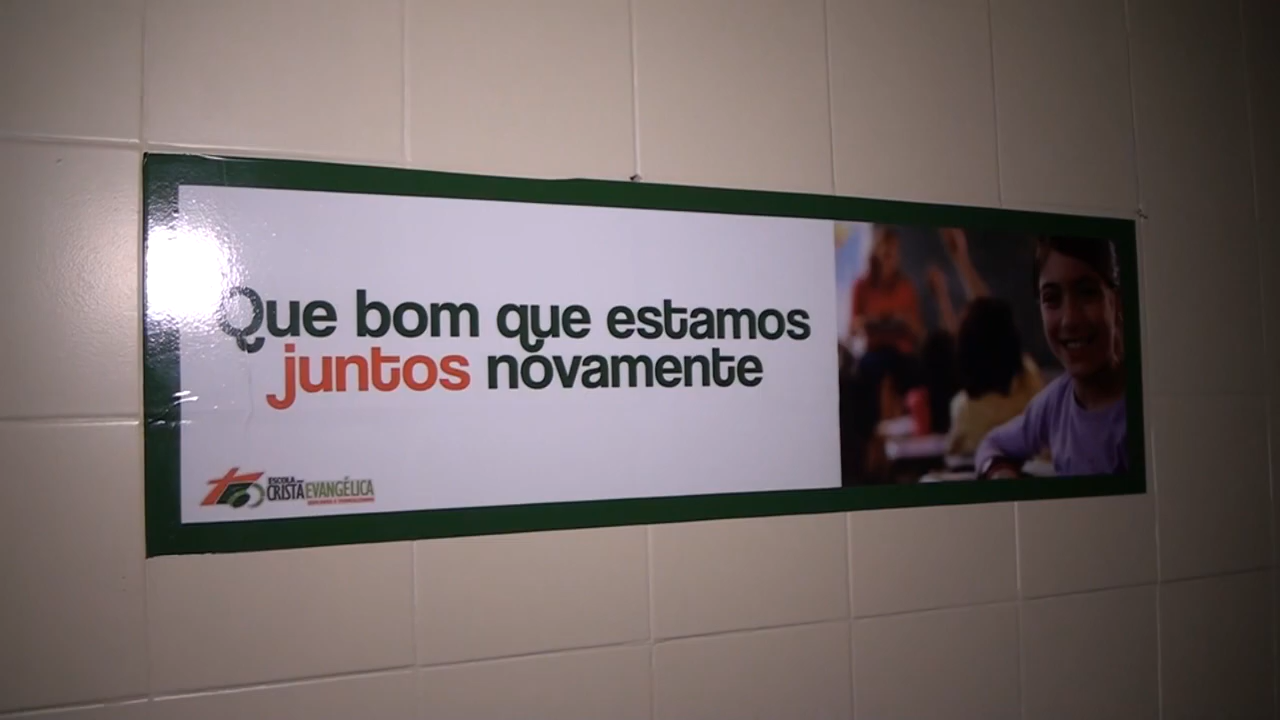 Que bom que estamos
juntos novamente
ESCOLA
CRISTÃ EVANGÉLICA